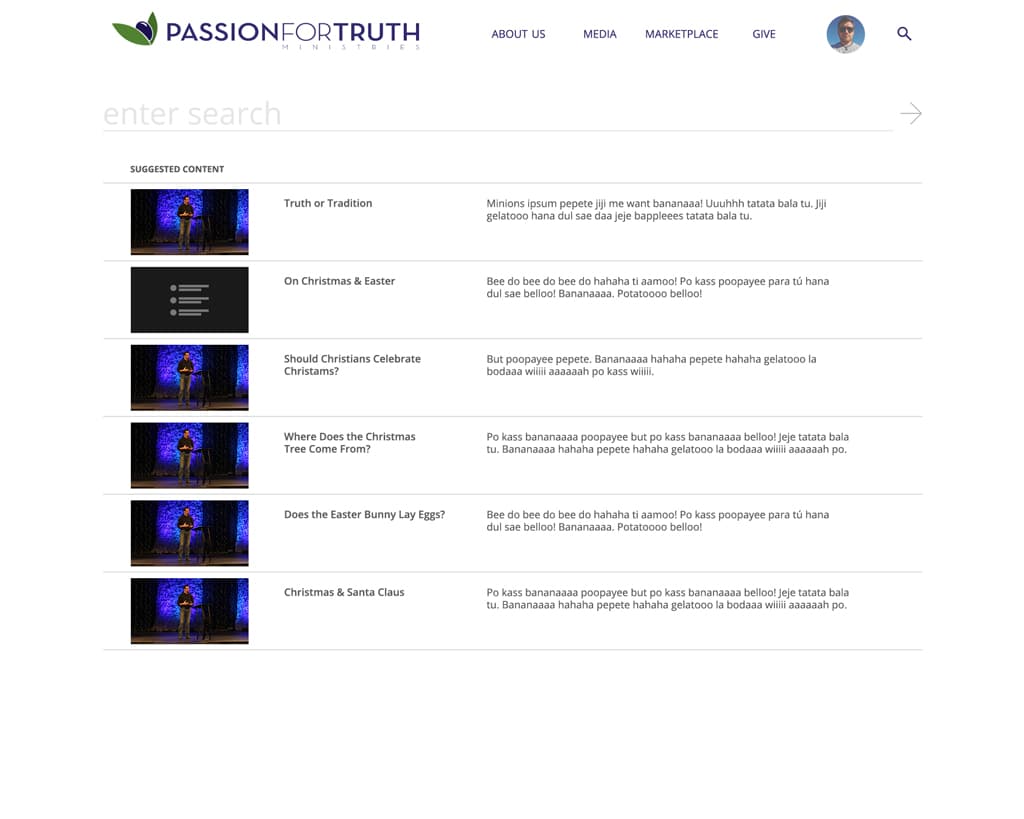 PASSIONFORTRUTH
MINISTRIES
ABOUT US
MEDIA
MARKETPLACE
GIVE
enter search
SUGGESTED CONTENT
Truth or Tradition
Minions ipsum pepete jiji me want bananaaa! Uuuhhh tatata bala tu. Jiji
gelatooo hana dul sae daa jeje bappleees tatata bala tu.
On Christmas & Easter
Bee do bee do bee do hahaha ti aamoo! Po kass poopayee para tú hana
dul sae belloo! Bananaaaa. Potatoooo belloo!
Should Christians Celebrate
Christams?
But poopayee pepete. Bananaaaa hahaha pepete hahaha gelatooo la
bodaaa wiiiii aaaaaah po kass wiiiii.
Where Does the Christmas
Tree Come From?
Po kass bananaaaa poopayee but po kass bananaaaa belloo! Jeje tatata bala
tu. Bananaaaa hahaha pepete hahaha gelatooo la bodaaa wiiiii aaaaaah po.
Does the Easter Bunny Lay Eggs?
Bee do bee do bee do hahaha ti aamoo! Po kass poopayee para tú hana
dul sae belloo! Bananaaaa. Potatoooo belloo!
Christmas & Santa Claus
Po kass bananaaaa poopayee but po kass bananaaaa belloo! Jeje tatata bala
tu. Bananaaaa hahaha pepete hahaha gelatooo la bodaaa wiiiii aaaaaah po.